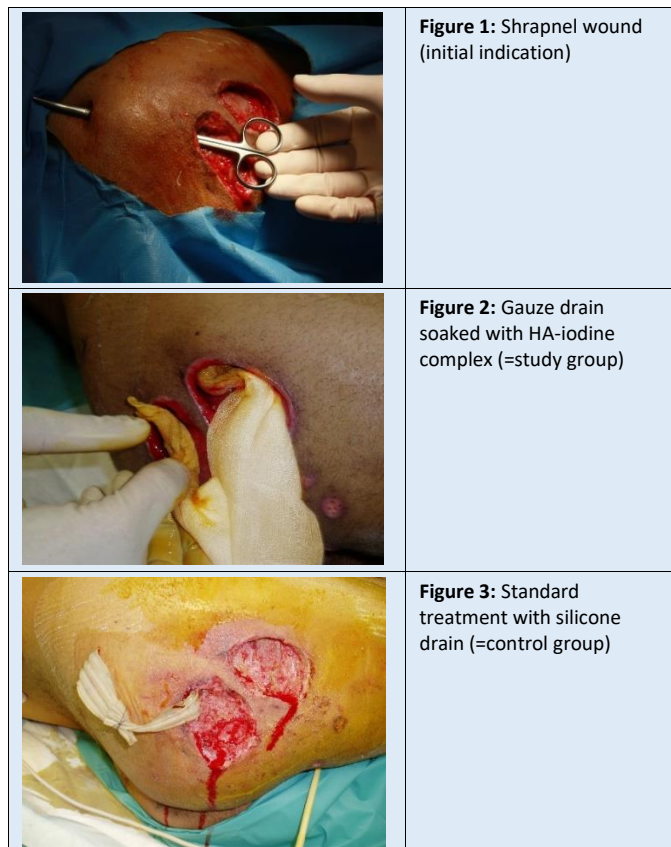 Figure 1: Shrapnel wound
(initial indication)
Figure 2: Gauze drain
soaked with HA-iodine
complex (=study group)
Figure 3: Standard
treatment with silicone
drain (=control group)